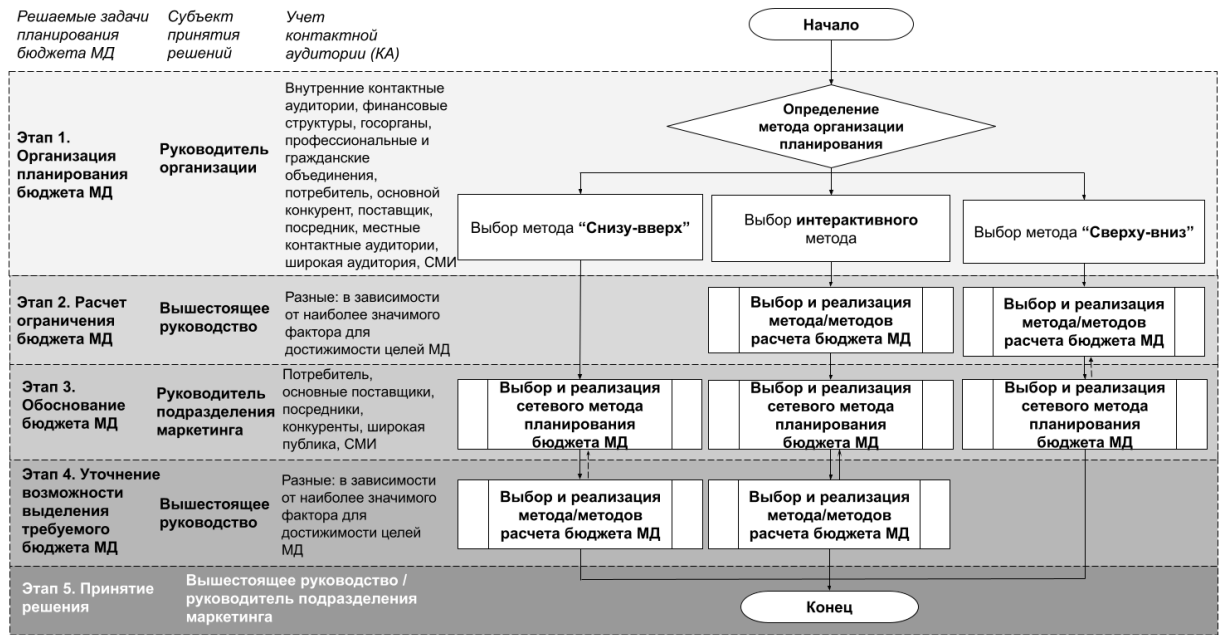 Решаемые задачи
планирования
бюджета МД
Субъект
принятия
решений
Учет
контактной
аудитории (КА)
Начало
Этап 1.
Организация
планирования
бюджета МД
Руководитель
организации
Внутренние контактные
аудитории, финансовые
структуры, госорганы,
профессиональные и
гражданские
объединения,
потребитель, основной
конкурент, поставщик,
посредник, местные
контактные аудитории,
широкая аудитория, СМИ
Определение
метода организации
планирования
Выбор метода “Снизу-вверх”
Выбор интерактивного
метода
Выбор метода “Сверху-вниз”
Этап 2. Расчет
ограничения
бюджета МД
Вышестоящее
руководство
Разные: в зависимости
от наиболее значимого
фактора для
достижимости целей МД
Выбор и реализация
метода/методов
расчета бюджета МД
Выбор и реализация
метода/методов
расчета бюджета МД
Этап 3.
Обоснование
бюджета МД
Руководитель
подразделения
маркетинга
Потребитель,
основные поставщики,
посредники,
конкуренты, широкая
публика, СМИ
Выбор и реализация
сетевого метода
планирования
бюджета МД
Выбор и реализация
сетевого метода
планирования
бюджета МД
Выбор и реализация
сетевого метода
планирования
бюджета МД
Этап 4. Уточнение
возможности
выделения
требуемого
бюджета МД
Вышестоящее
руководство
Разные: в зависимости
от наиболее значимого
фактора для
достижимости целей
МД
Выбор и реализация
метода/методов
расчета бюджета МД
Выбор и реализация
метода/методов
расчета бюджета МД
Этап 5. Принятие
решения
Вышестоящее руководство /
руководитель подразделения
маркетинга
Конец